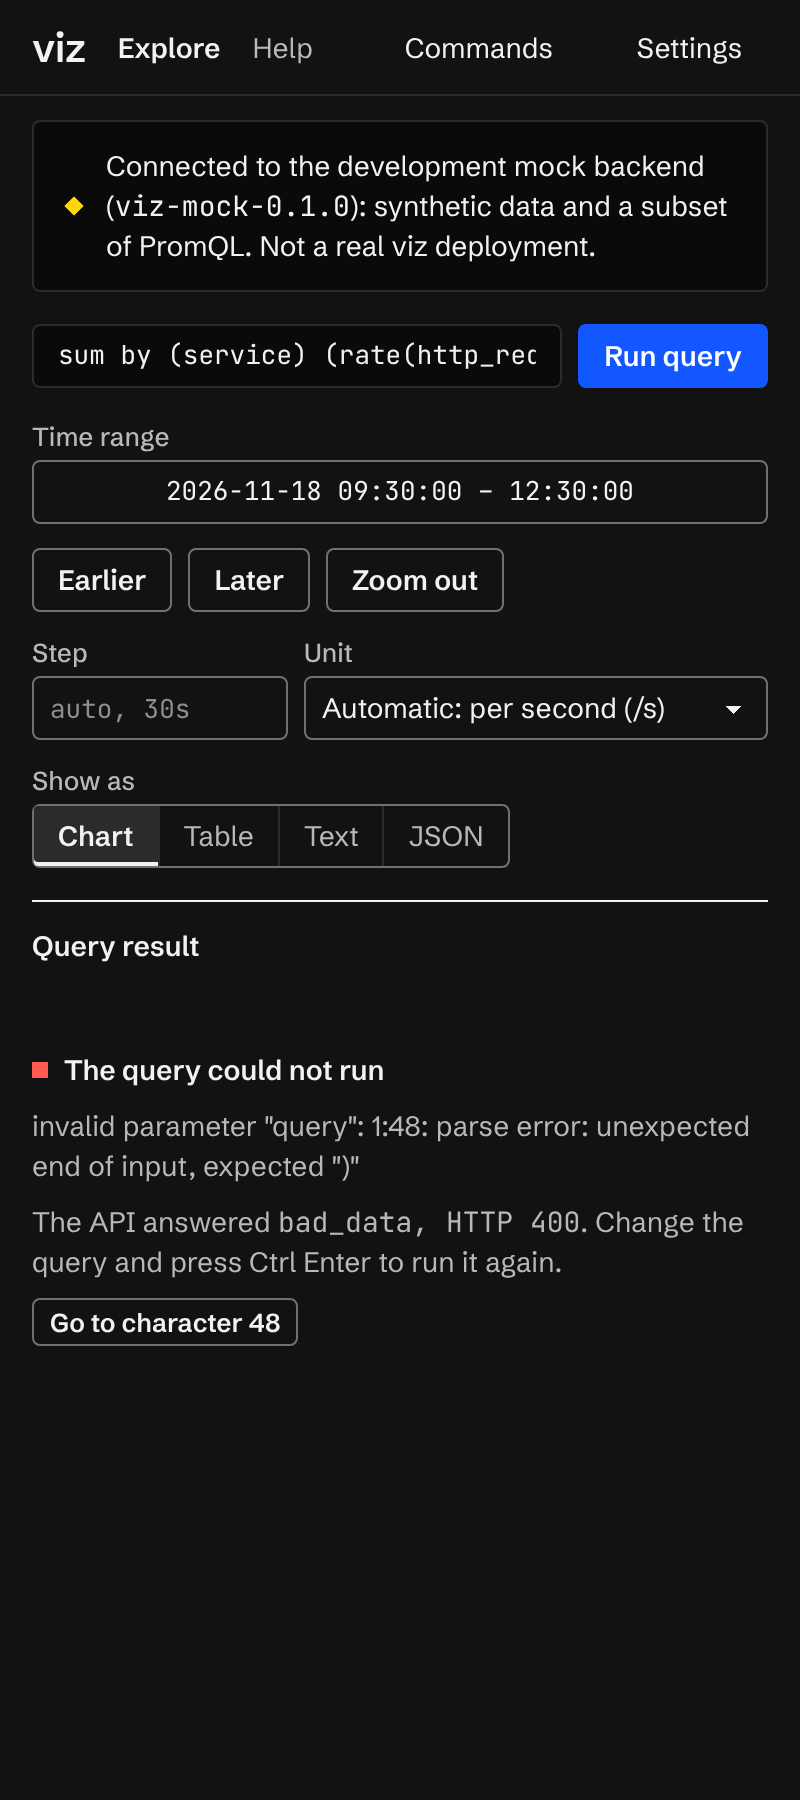 viz Explore Help Commands Settings
Connected to the development mock backend
(viz-mock-0.1.0): synthetic data and a subset
of PromQL. Not a real viz deployment.
sum by (service) (rate(http_req
Run query
Time range
2026-11-18 09:30:00 – 12:30:00
Earlier Later Zoom out
Step Unit
auto, 30s Automatic: per second (/s)
Show as
Chart Table Text JSON
Query result
The query could not run
invalid parameter "query": 1:48: parse error: unexpected
end of input, expected ")"
The API answered bad_data, HTTP 400. Change the
query and press Ctrl Enter to run it again.
Go to character 48